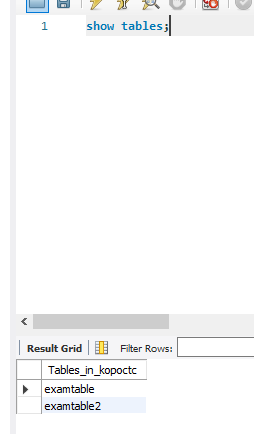 1 show tables;
Result Grid Filter Rows:
Tables_in_kopoctc
examtable
examtable2